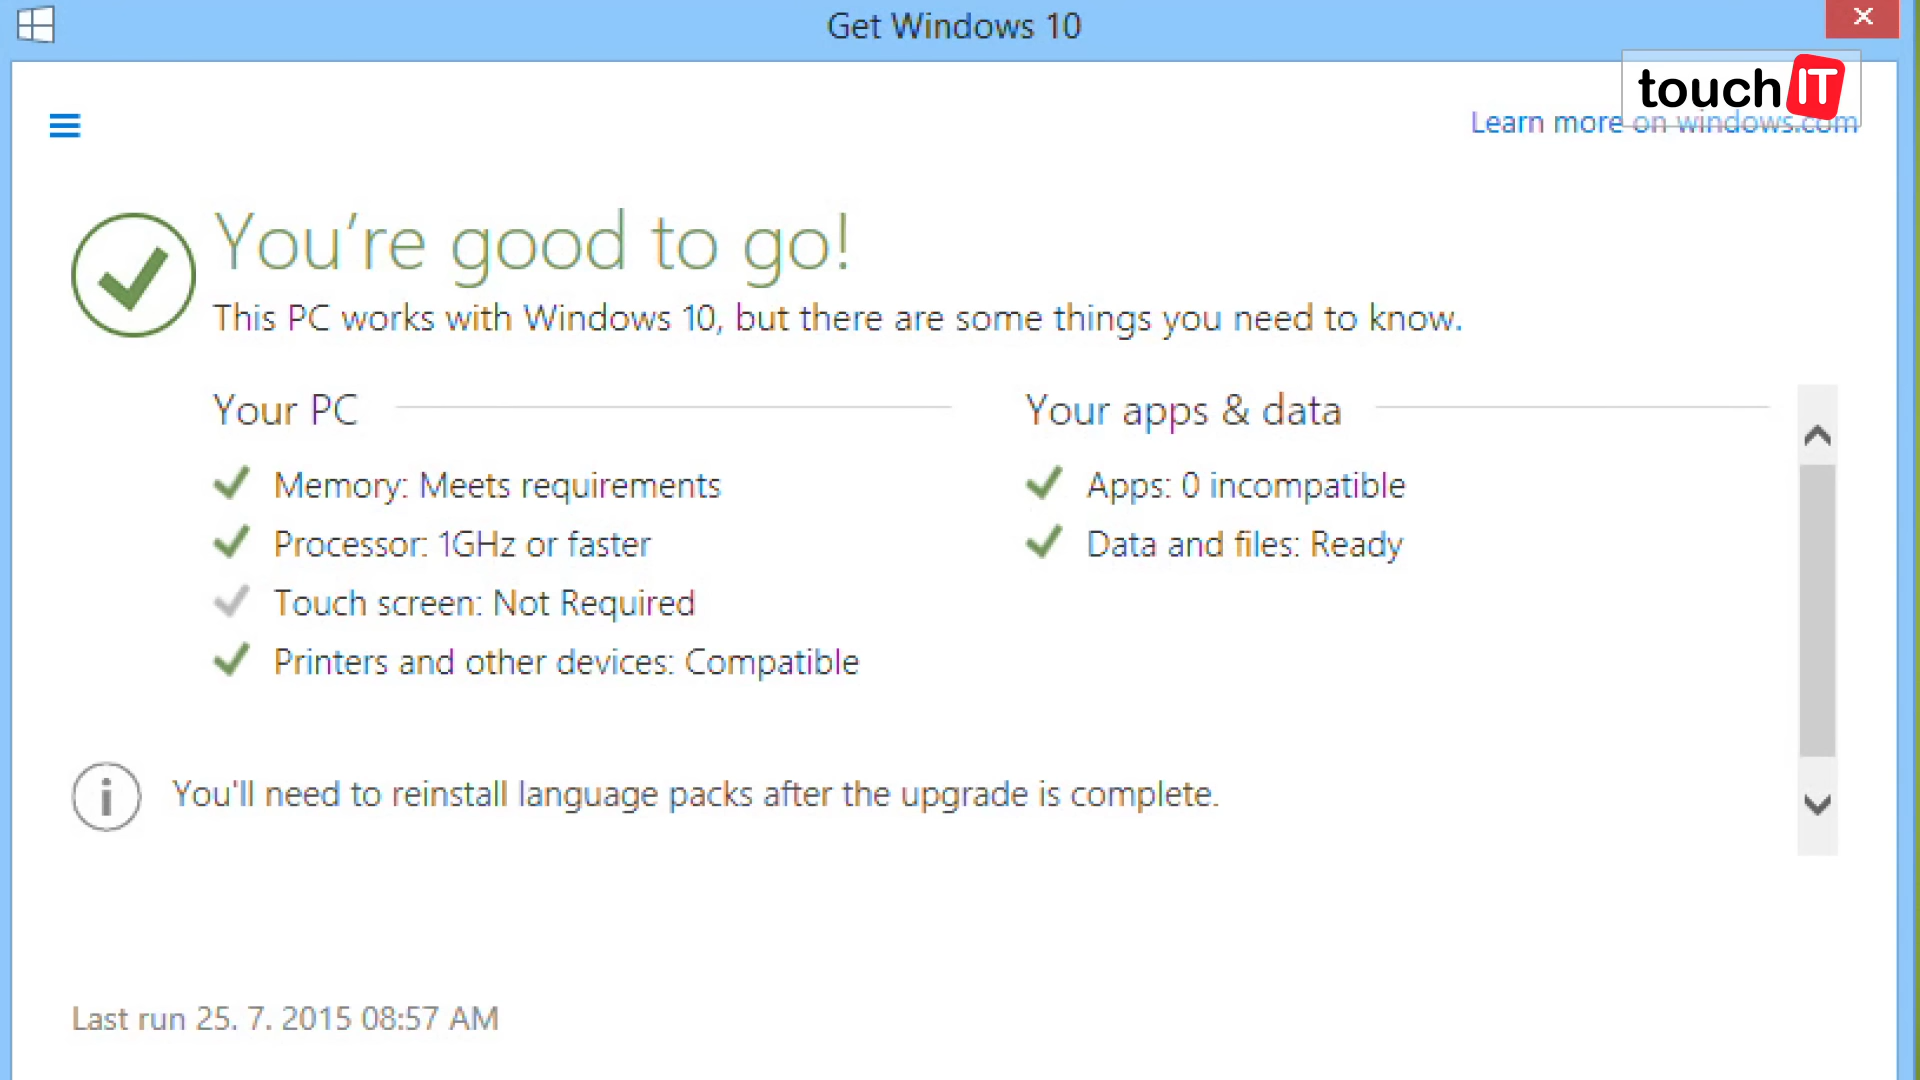 Get Windows 10
touchIT
Learn more on windows.com
You're good to go!
This PC works with Windows 10, but there are some things you need to know.
Your PC
Memory: Meets requirements
Processor: 1GHz or faster
Touch screen: Not Required
Printers and other devices: Compatible
Your apps & data
Apps: 0 incompatible
Data and files: Ready
You'll need to reinstall language packs after the upgrade is complete.
Last run 25. 7. 2015 08:57 AM